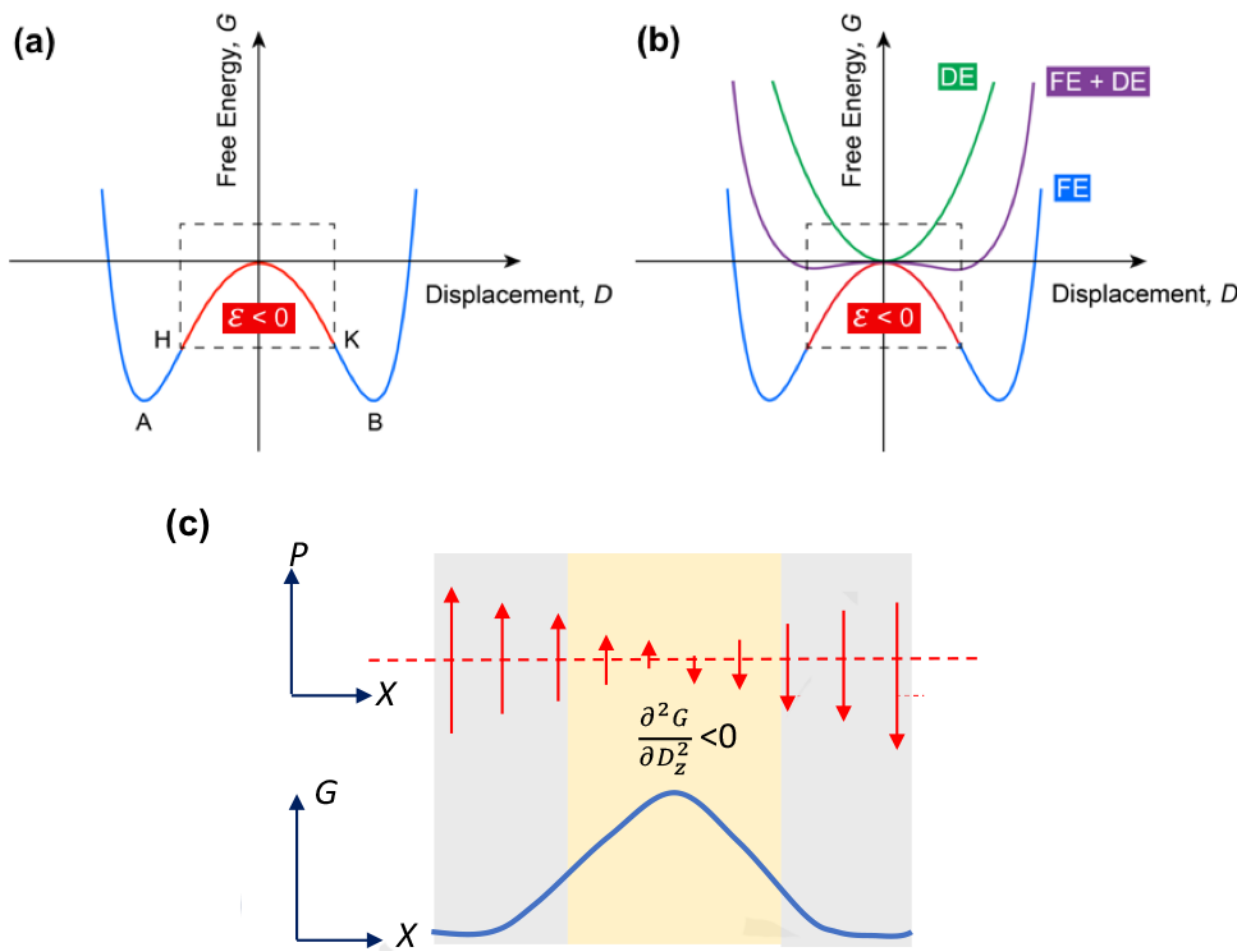 (a)
Free Energy, G
Displacement, D
ℰ < 0
H
K
A
B
(b)
Free Energy, G
DE
FE + DE
FE
Displacement, D
ℰ < 0
(c)
P
X
∂²G
∂D_z² <0
G
X